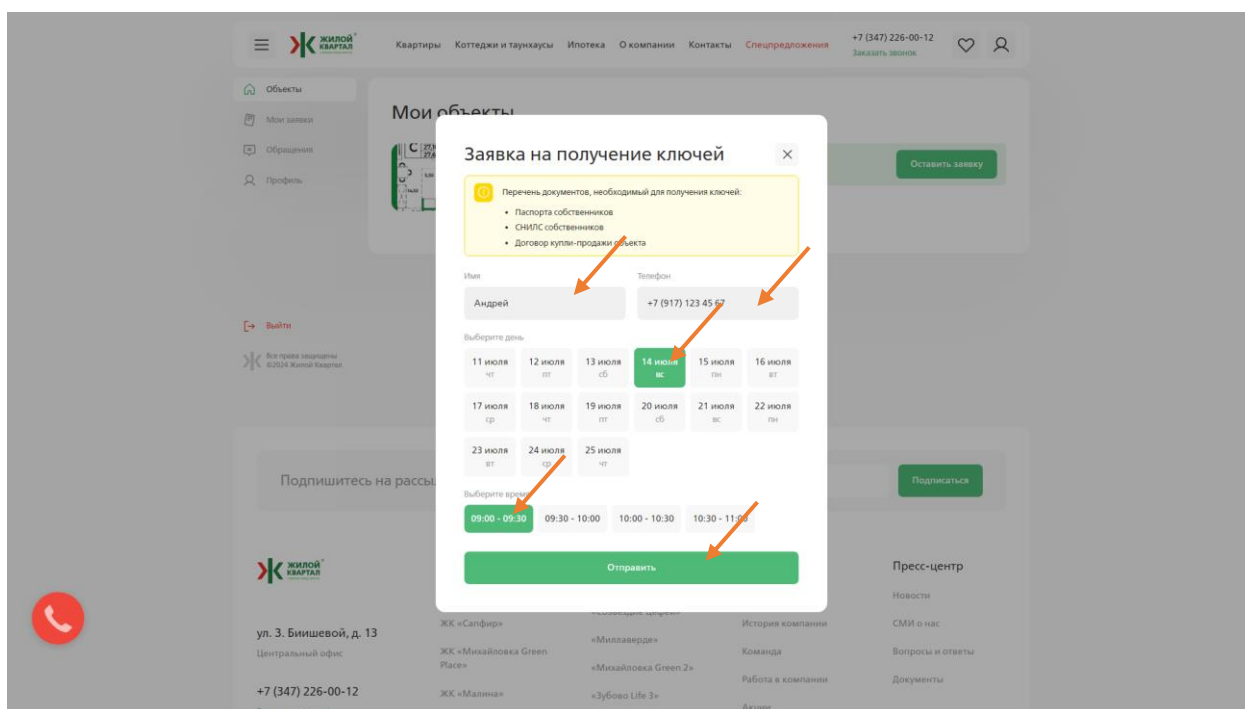 ЖИЛОЙ
КВАРТАЛ
Квартиры Коттеджи и таунхаусы Ипотека О компании Контакты Спецпредложения
+7 (347) 226-00-12
Заказать звонок
Объекты
Мои заявки
Обращения
Профиль
Выйти
Все права защищены
©2024 Жилой Квартал
Мои объекты
С
Оставить заявку
Заявка на получение ключей
Перечень документов, необходимый для получения ключей:
• Паспорта собственников
• СНИЛС собственников
• Договор купли-продажи объекта
Имя Телефон
Андрей +7 (917) 123 45 67
Выберите день
11 июля 12 июля 13 июля 14 июля 15 июля 16 июля
чт пт сб вс пн вт
17 июля 18 июля 19 июля 20 июля 21 июля 22 июля
ср чт пт сб вс пн
23 июля 24 июля 25 июля
вт ср чт
Выберите время
09:00 - 09:30 09:30 - 10:00 10:00 - 10:30 10:30 - 11:00
Отправить
Подпишитесь на
Подписаться
ЖИЛОЙ
КВАРТАЛ
ул. З. Биишевой, д. 13
Центральный офис
+7 (347) 226-00-12
ЖК «Сапфир»
ЖК «Михайловка Green
Place»
ЖК «Малина»
«Миллаверде»
«Михайловка Green 2»
«Зубово Life 3»
История компании
Команда
Работа в компании
Акции
Пресс-центр
Новости
СМИ о нас
Вопросы и ответы
Документы